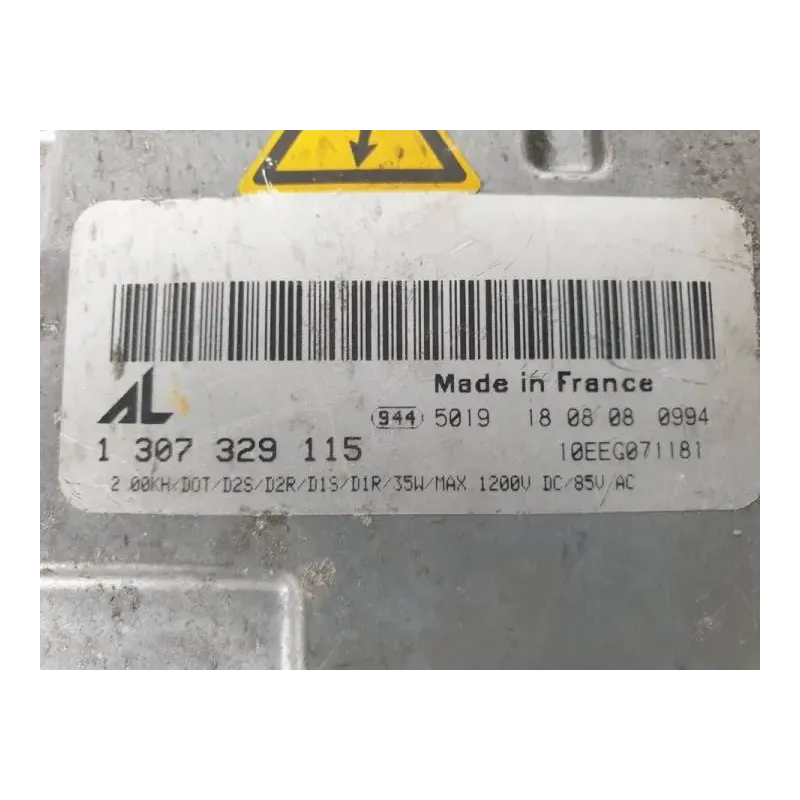 Made in France
AL
944 5019 18 08 08 0994
1 307 329 115
10EEG071181
2.00KH/DOT/D2S/D2R/D1S/D1R/35W/MAX.1200V DC/85V AC